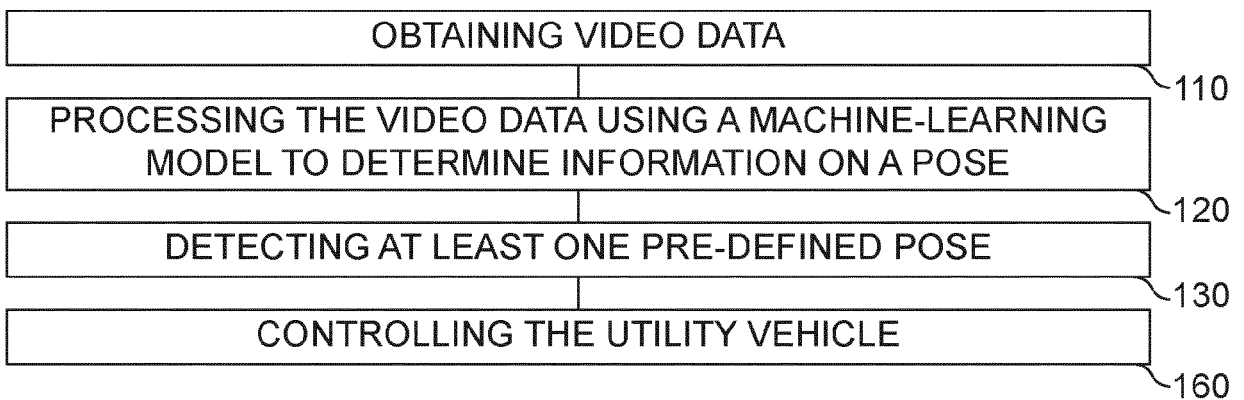 OBTAINING VIDEO DATA
110
PROCESSING THE VIDEO DATA USING A MACHINE-LEARNING
MODEL TO DETERMINE INFORMATION ON A POSE
120
DETECTING AT LEAST ONE PRE-DEFINED POSE
130
CONTROLLING THE UTILITY VEHICLE
160